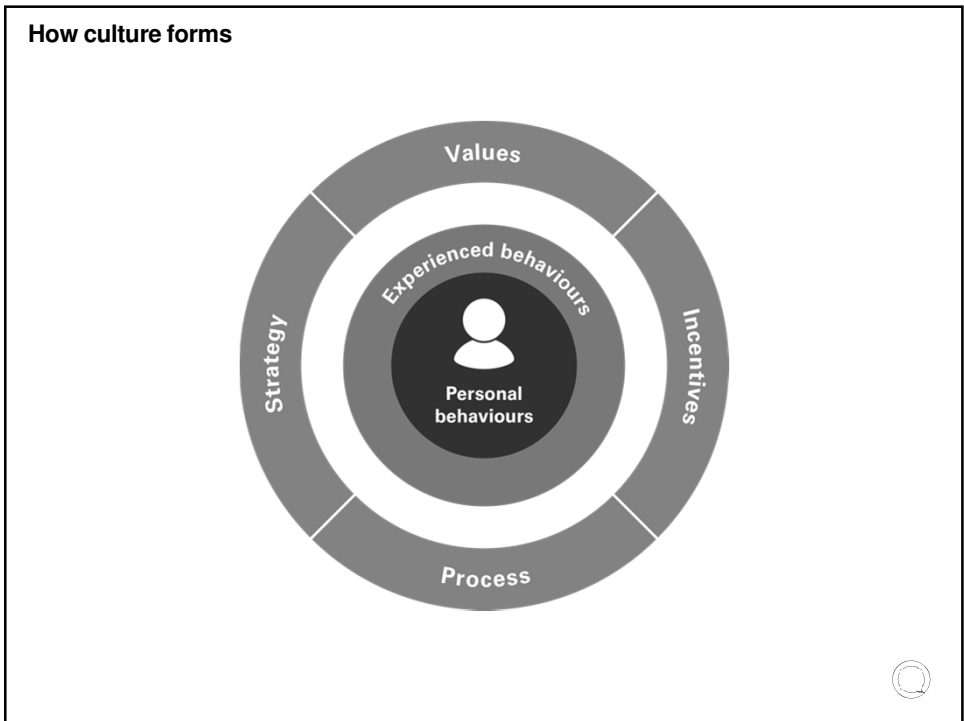 How culture forms
Values
Experienced behaviours
Strategy
Incentives
Personal
behaviours
Process